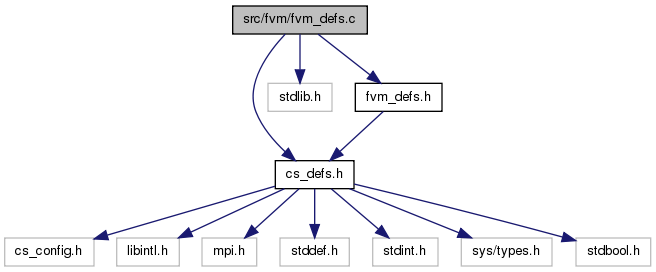 src/fvm/fvm_defs.c
stdlib.h
fvm_defs.h
cs_defs.h
cs_config.h
libintl.h
mpi.h
stddef.h
stdint.h
sys/types.h
stdbool.h